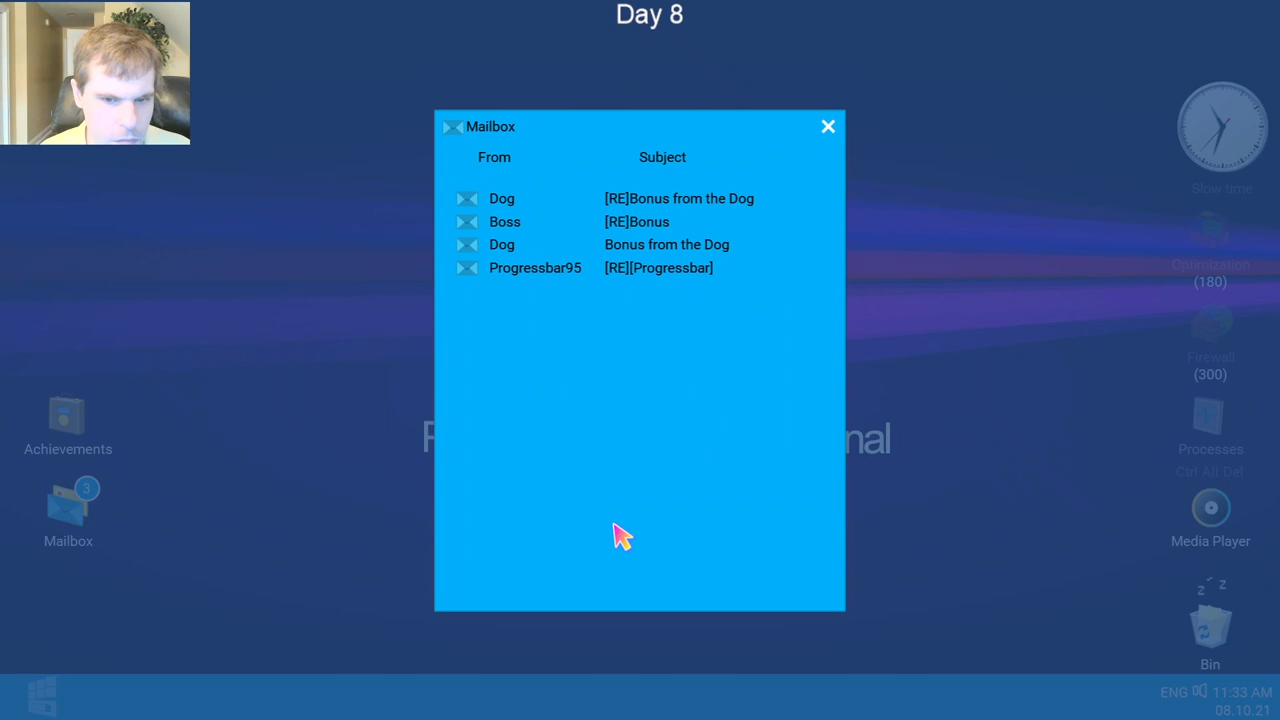 Day 8
Mailbox
From Subject
Dog [RE]Bonus from the Dog
Boss [RE]Bonus
Dog Bonus from the Dog
Progressbar95 [RE][Progressbar]
Slow time
Optimization
(180)
Firewall
(300)
nal
Achievements
Processes
Ctrl Alt Del
3
Mailbox
Media Player
z z
Bin
ENG 11:33 AM
08.10.21